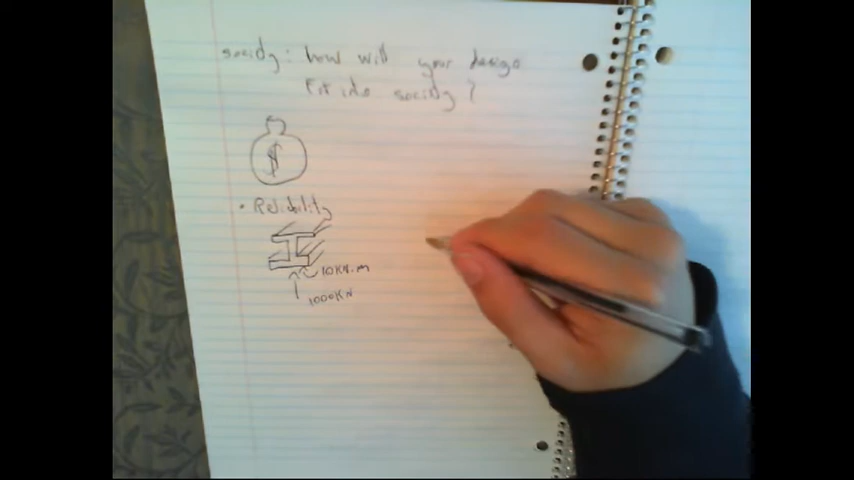 society: how will your design
fit into society?
$
• Reliability
10KN.m
1000KN